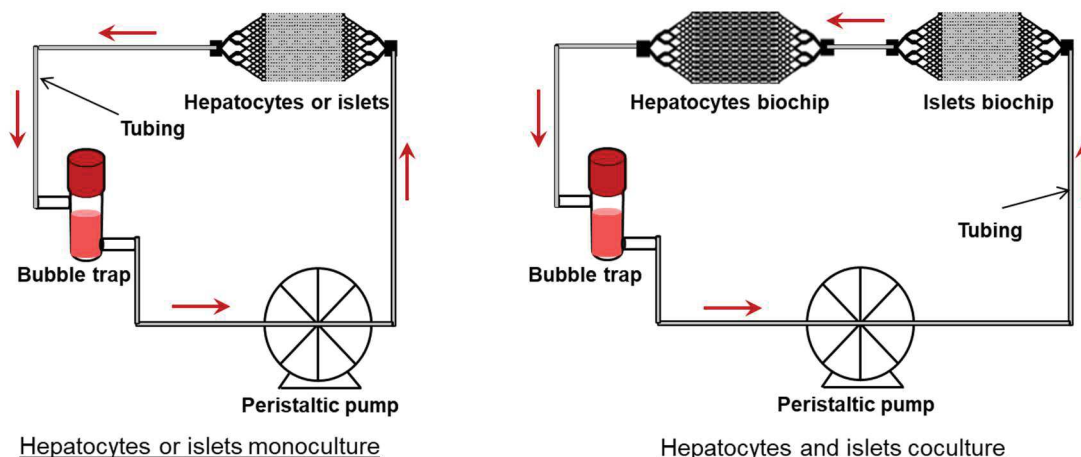 Hepatocytes or islets
Tubing
Bubble trap
Peristaltic pump
Hepatocytes or islets monoculture
Hepatocytes biochip
Islets biochip
Tubing
Bubble trap
Peristaltic pump
Hepatocytes and islets coculture